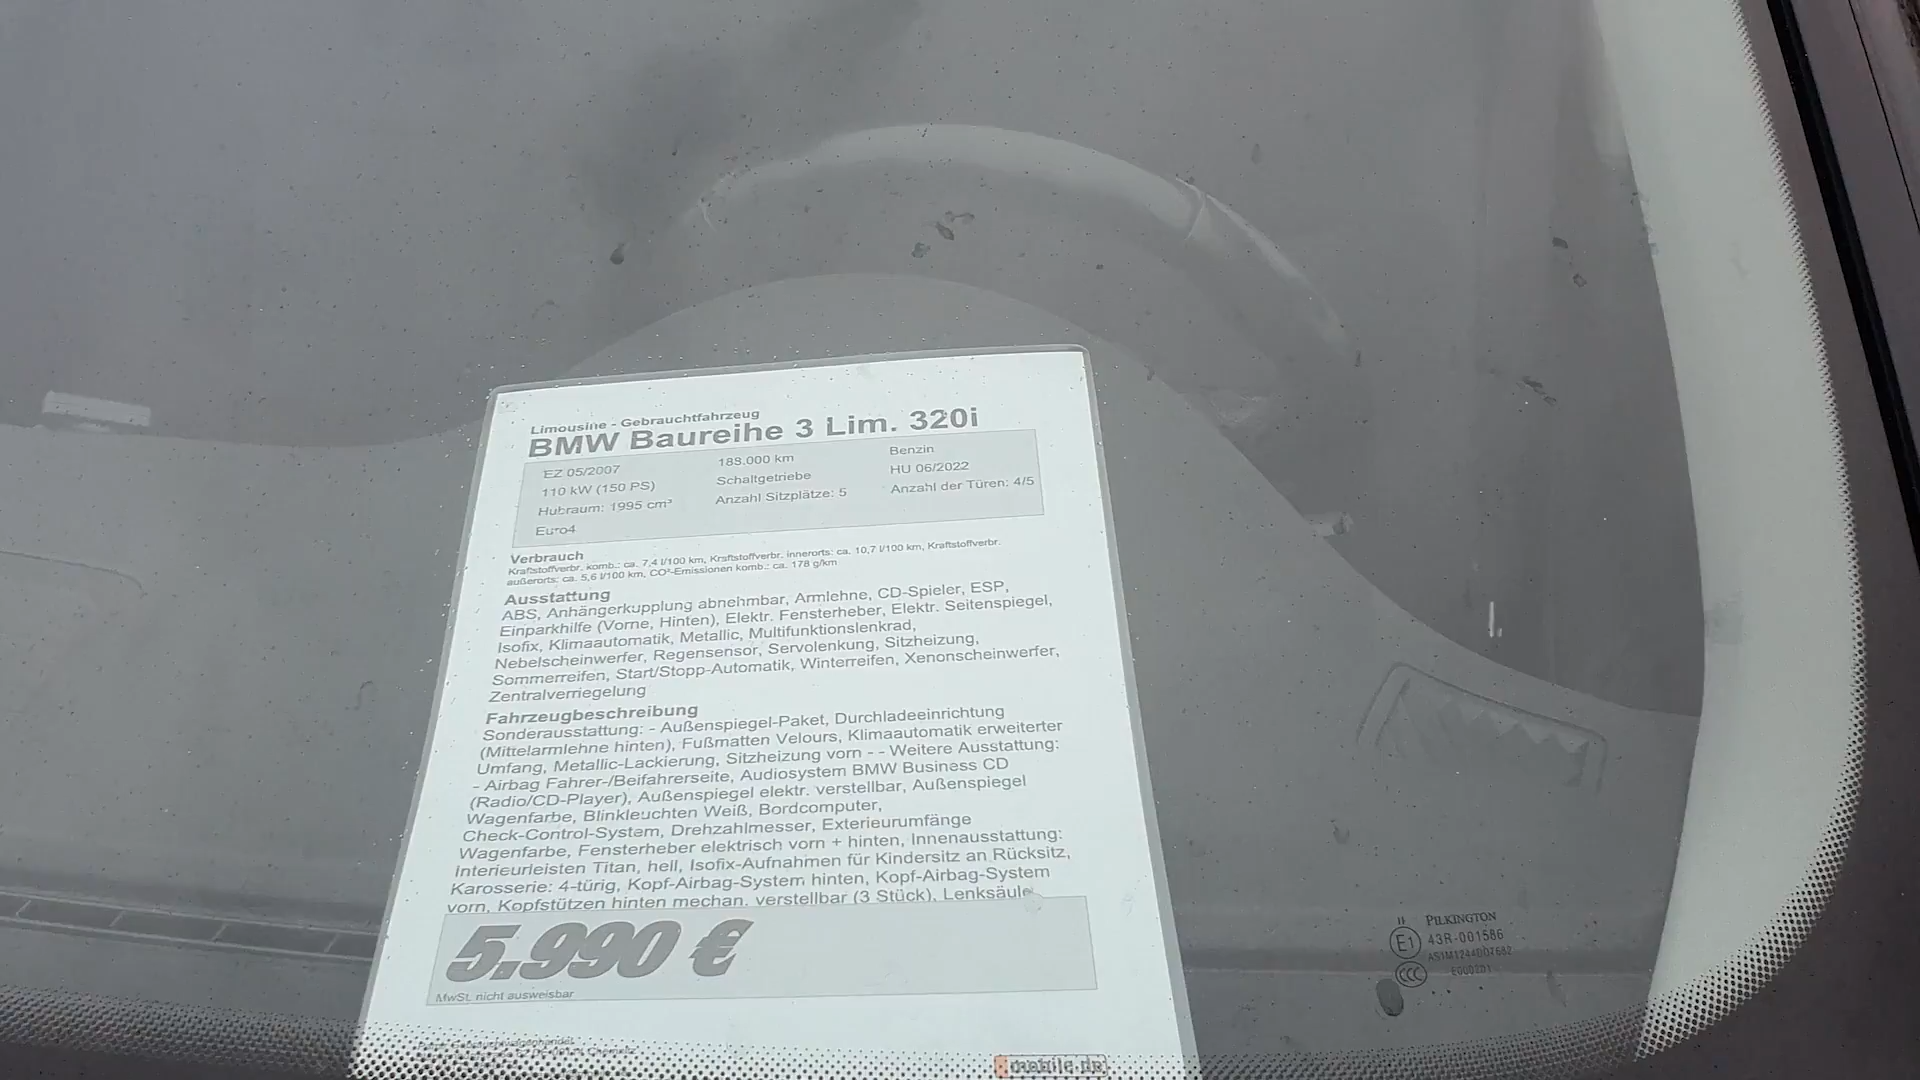 Limousine - Gebrauchtfahrzeug
BMW Baureihe 3 Lim. 320i
EZ 05/2007
188.000 km
Benzin
110 kW (150 PS)
Schaltgetriebe
HU 06/2022
Hubraum: 1995 cm³
Anzahl Sitzplätze: 5
Anzahl der Türen: 4/5
Euro4
Verbrauch
Kraftstoffverbr. komb.: ca. 7,4 l/100 km, Kraftstoffverbr. innerorts: ca. 10,7 l/100 km, Kraftstoffverbr.
außerorts: ca. 5,6 l/100 km, CO²-Emissionen komb.: ca. 178 g/km
Ausstattung
ABS, Anhängerkupplung abnehmbar, Armlehne, CD-Spieler, ESP,
Einparkhilfe (Vorne, Hinten), Elektr. Fensterheber, Elektr. Seitenspiegel,
Isofix, Klimaautomatik, Metallic, Multifunktionslenkrad,
Nebelscheinwerfer, Regensensor, Servolenkung, Sitzheizung,
Sommerreifen, Start/Stopp-Automatik, Winterreifen, Xenonscheinwerfer,
Zentralverriegelung
Fahrzeugbeschreibung
Sonderausstattung: - Außenspiegel-Paket, Durchladeeinrichtung
(Mittelarmlehne hinten), Fußmatten Velours, Klimaautomatik erweiterter
Umfang, Metallic-Lackierung, Sitzheizung vorn - - Weitere Ausstattung:
- Airbag Fahrer-/Beifahrerseite, Audiosystem BMW Business CD
(Radio/CD-Player), Außenspiegel elektr. verstellbar, Außenspiegel
Wagenfarbe, Blinkleuchten Weiß, Bordcomputer,
Check-Control-System, Drehzahlmesser, Exterieurumfänge
Wagenfarbe, Fensterheber elektrisch vorn + hinten, Innenausstattung:
Interieurleisten Titan, hell, Isofix-Aufnahmen für Kindersitz an Rücksitz,
Karosserie: 4-türig, Kopf-Airbag-System hinten, Kopf-Airbag-System
vorn, Kopfstützen hinten mechan. verstellbar (3 Stück), Lenksäule
5.990 €
MwSt. nicht ausweisbar
mobile.de
PILKINGTON
E1 43R-001586
CCC